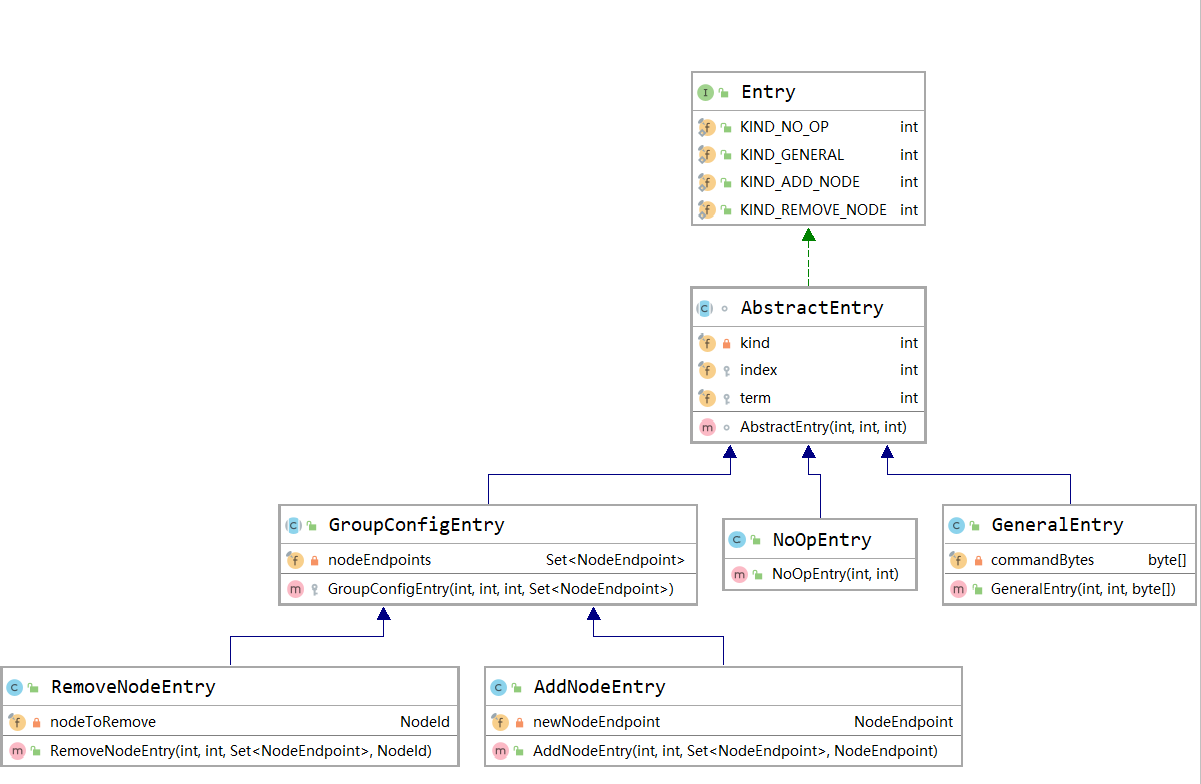 Entry
KIND_NO_OP int
KIND_GENERAL int
KIND_ADD_NODE int
KIND_REMOVE_NODE int
AbstractEntry
kind int
index int
term int
AbstractEntry(int, int, int)
GroupConfigEntry
nodeEndpoints Set<NodeEndpoint>
GroupConfigEntry(int, int, int, Set<NodeEndpoint>)
NoOpEntry
NoOpEntry(int, int)
GeneralEntry
commandBytes byte[]
GeneralEntry(int, int, byte[])
RemoveNodeEntry
nodeToRemove NodeId
RemoveNodeEntry(int, int, Set<NodeEndpoint>, NodeId)
AddNodeEntry
newNodeEndpoint NodeEndpoint
AddNodeEntry(int, int, Set<NodeEndpoint>, NodeEndpoint)